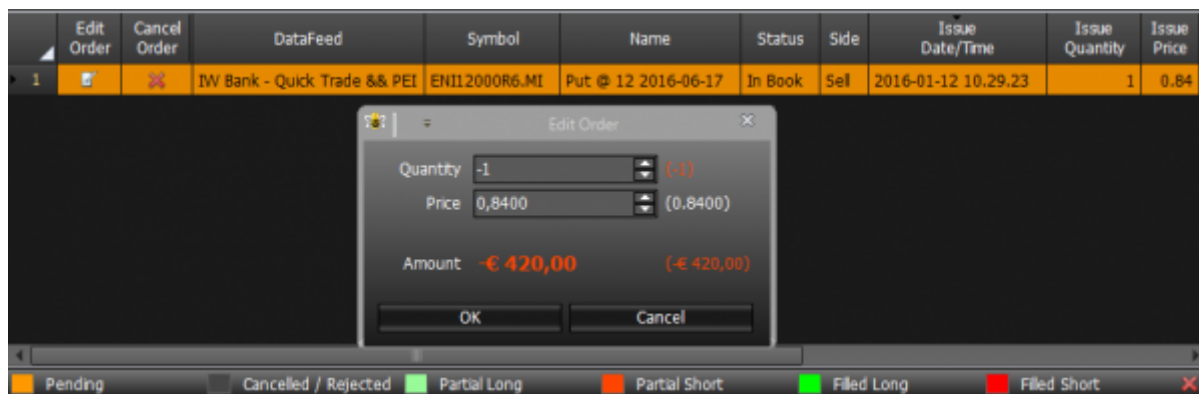 Edit Order Cancel Order DataFeed Symbol Name Status Side Issue Date/Time Issue Quantity Issue Price
1 IW Bank - Quick Trade && PEI ENI12000R6.MI Put @ 12 2016-06-17 In Book Sell 2016-01-12 10.29.23 1 0.84
Edit Order
Quantity -1 (-1)
Price 0,8400 (0.8400)
Amount -€ 420,00 (-€ 420,00)
OK Cancel
Pending Cancelled / Rejected Partial Long Partial Short Filled Long Filled Short